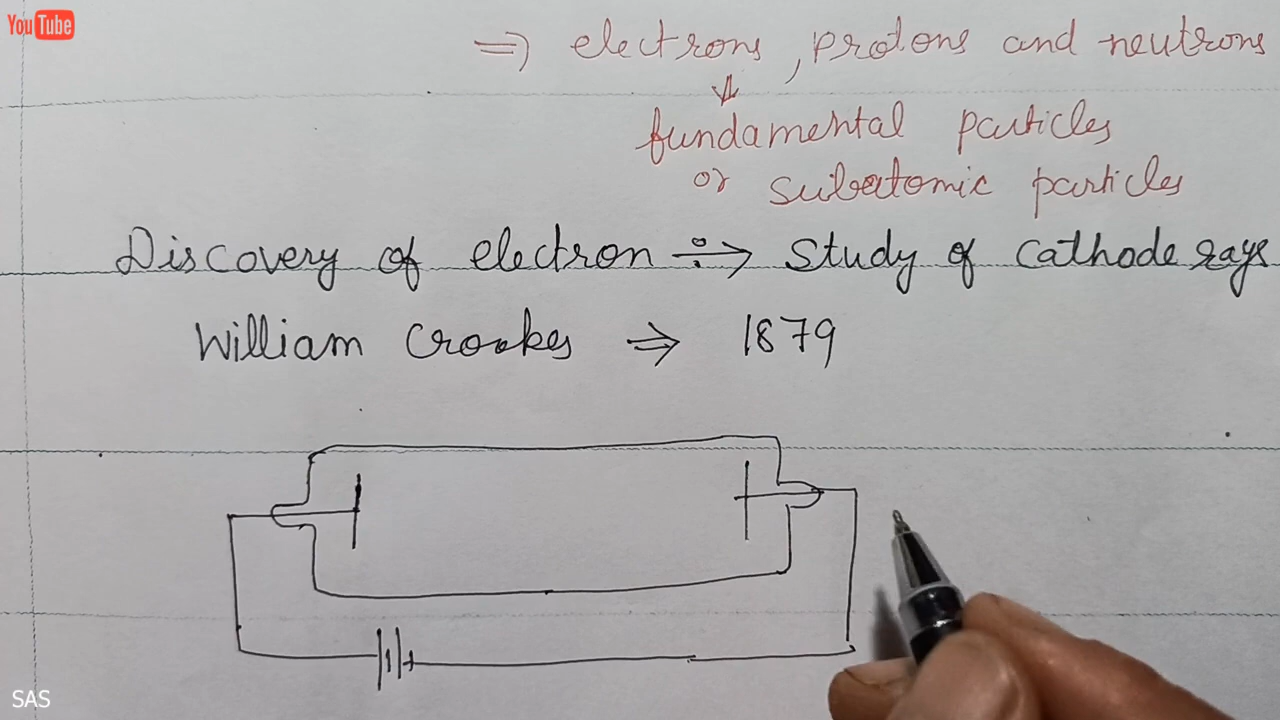 YouTube
⇒ electrons, protons and neutrons
fundamental particles
or subatomic particles
Discovery of electron ÷→ Study of Cathode rays
William Crookes ⇒ 1879
SAS